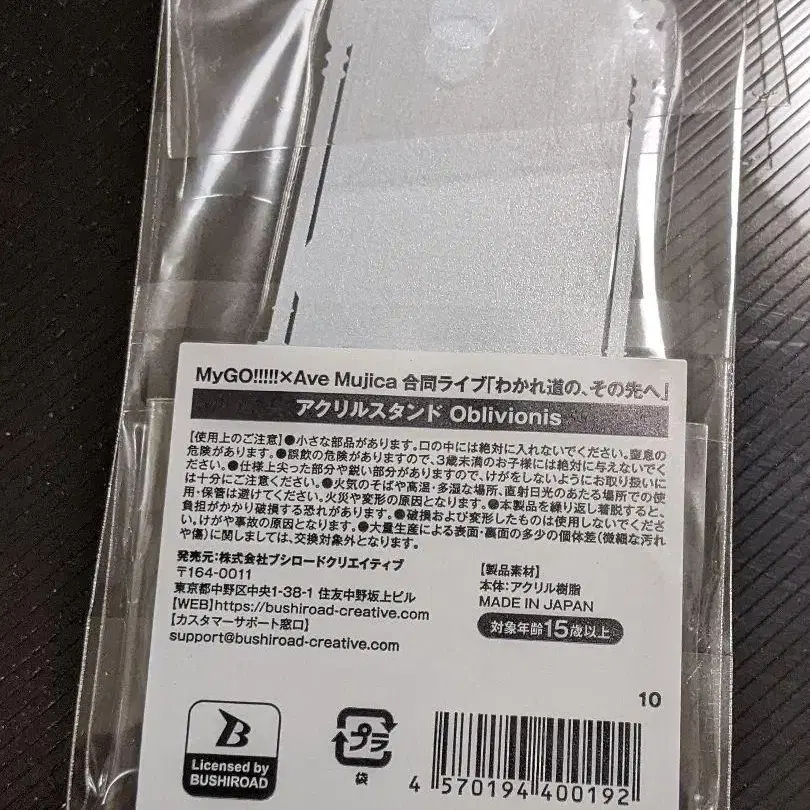 MyGO!!!!!×Ave Mujica 合同ライブ「わかれ道の、その先へ」
アクリルスタンド Oblivionis
【使用上のご注意】●小さな部品があります。口の中には絶対に入れないでください。窒息の
危険があります。●誤飲の危険がありますので、3歳未満のお子様には絶対に与えないでく
ださい。●仕様上尖った部分や鋭い部分がありますので、けがをしないようにお取り扱いに
は十分にご注意ください。●火気のそばや高温・多湿な場所、直射日光のあたる場所での使
用・保管は避けてください。火災や変形の原因となります。●本製品を繰り返し着脱すると、
負担がかかり破損する恐れがあります。●破損および変形したものは使用しないでくださ
い。けがや事故の原因となります。●大量生産による表面・裏面の多少の個体差(微細な汚れ
や傷)に関しましては、交換対象外となります。
発売元:株式会社ブシロードクリエイティブ
〒164-0011
東京都中野区中央1-38-1 住友中野坂上ビル
【WEB】https://bushiroad-creative.com
【カスタマーサポート窓口】
support@bushiroad-creative.com
【製品素材】
本体:アクリル樹脂
MADE IN JAPAN
対象年齢15歳以上
10
B
Licensed by
BUSHIROAD
プラ
袋
4 570194 400192